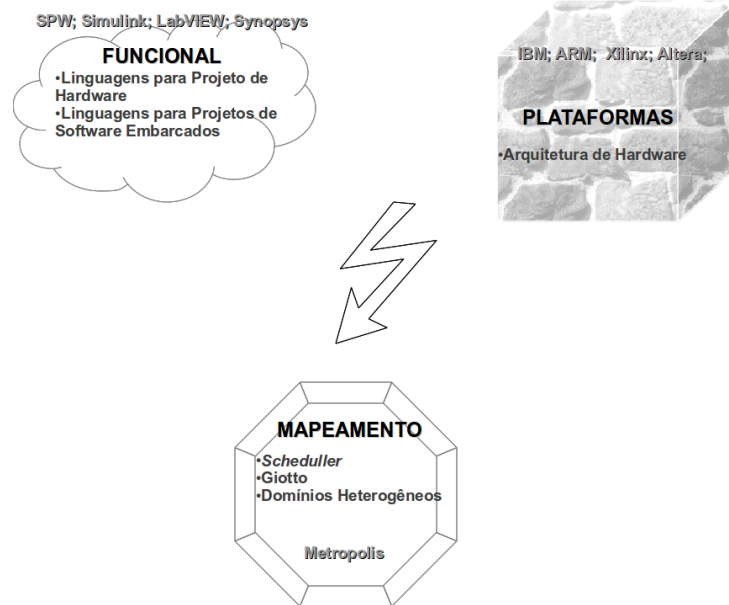 SPW; Simulink; LabVIEW; Synopsys
FUNCIONAL
•Linguagens para Projeto de
Hardware
•Linguagens para Projetos de
Software Embarcados
IBM; ARM; Xilinx; Altera;
PLATAFORMAS
•Arquitetura de Hardware
MAPEAMENTO
•Scheduller
•Giotto
•Domínios Heterogêneos
Metropolis